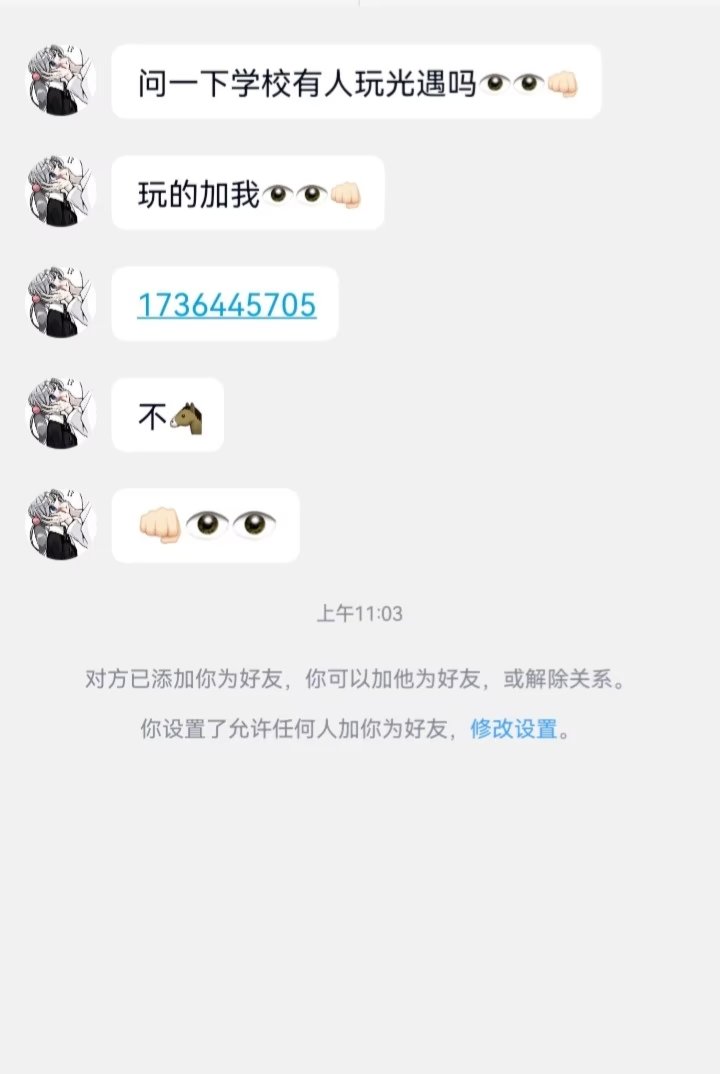 问一下学校有人玩光遇吗👁👁👊🏻
玩的加我👁👁👊🏻
1736445705
不🐴
👊🏻👁👁
上午11:03
对方已添加你为好友，你可以加他为好友，或解除关系。
你设置了允许任何人加你为好友，修改设置。